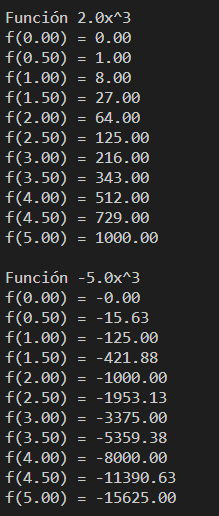 Función 2.0x^3
f(0.00) = 0.00
f(0.50) = 1.00
f(1.00) = 8.00
f(1.50) = 27.00
f(2.00) = 64.00
f(2.50) = 125.00
f(3.00) = 216.00
f(3.50) = 343.00
f(4.00) = 512.00
f(4.50) = 729.00
f(5.00) = 1000.00

Función -5.0x^3
f(0.00) = -0.00
f(0.50) = -15.63
f(1.00) = -125.00
f(1.50) = -421.88
f(2.00) = -1000.00
f(2.50) = -1953.13
f(3.00) = -3375.00
f(3.50) = -5359.38
f(4.00) = -8000.00
f(4.50) = -11390.63
f(5.00) = -15625.00